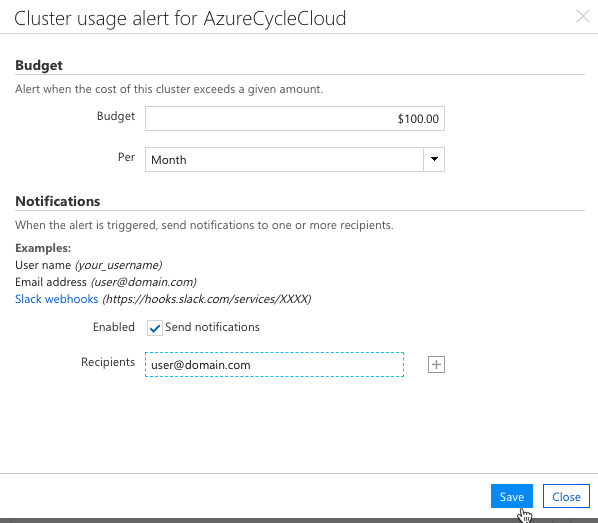 Cluster usage alert for AzureCycleCloud
Budget
Alert when the cost of this cluster exceeds a given amount.
Budget $100.00
Per Month
Notifications
When the alert is triggered, send notifications to one or more recipients.
Examples:
User name (your_username)
Email address (user@domain.com)
Slack webhooks (https://hooks.slack.com/services/XXXX)
Enabled Send notifications
Recipients user@domain.com
Save Close